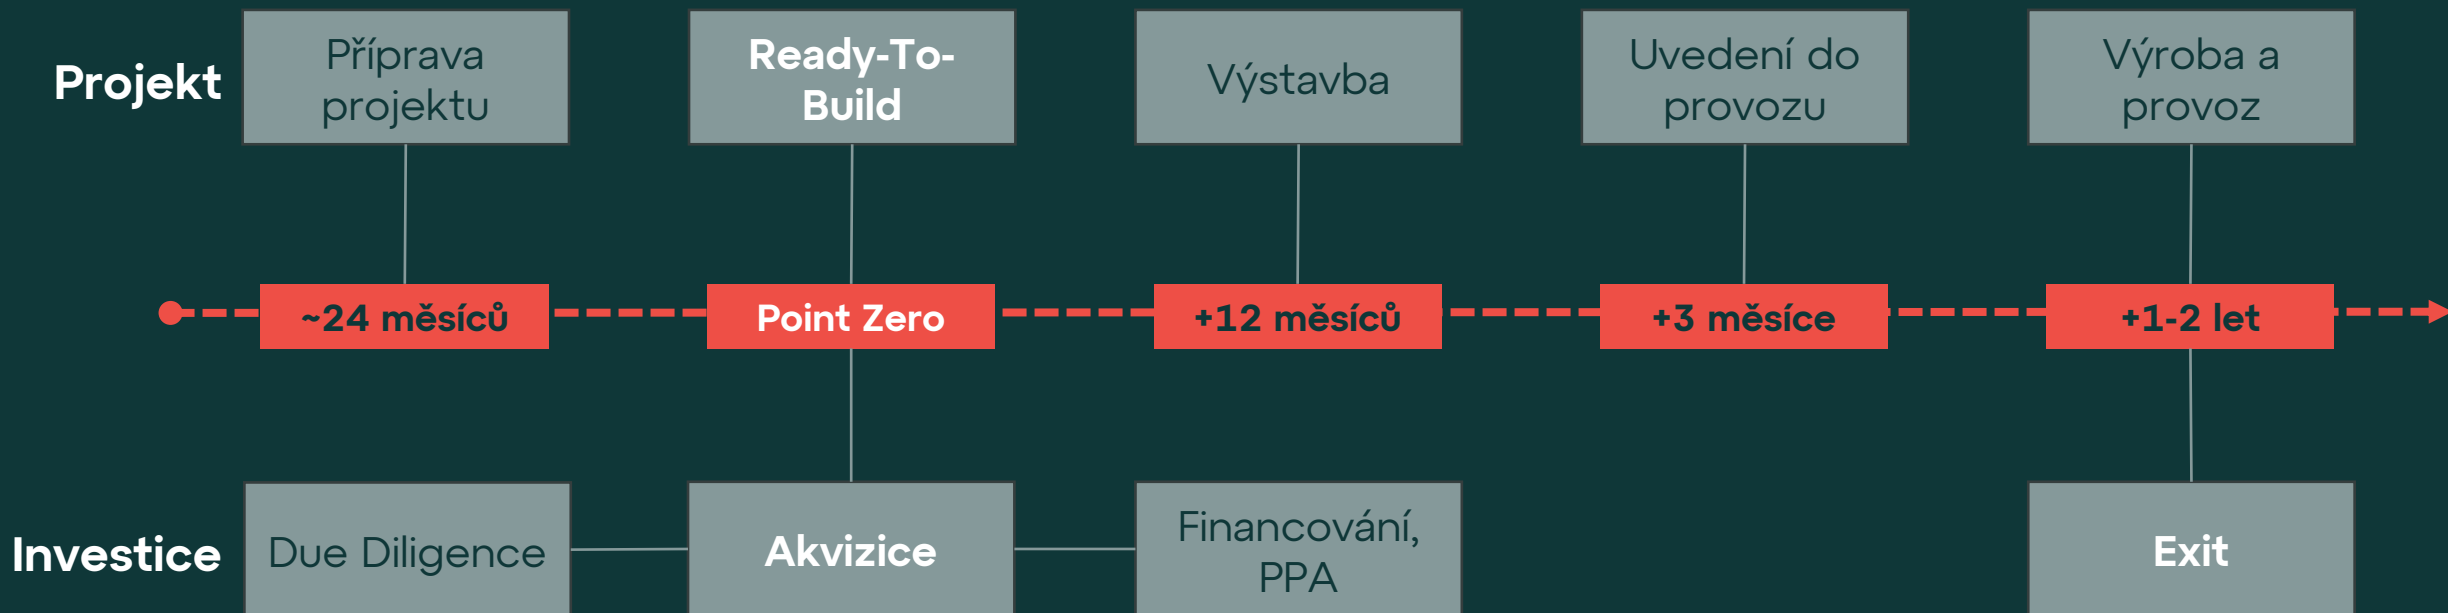 Projekt
Příprava
projektu
Ready-To-
Build
Výstavba
Uvedení do
provozu
Výroba a
provoz
~24 měsíců
Point Zero
+12 měsíců
+3 měsíce
+1-2 let
Investice
Due Diligence
Akvizice
Financování,
PPA
Exit